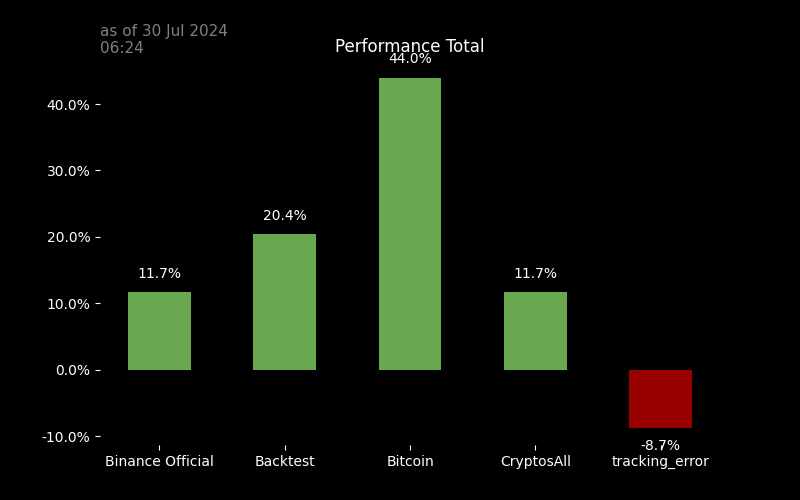 as of 30 Jul 2024
06:24
Performance Total
44.0%
40.0%
30.0%
20.4%
20.0%
11.7%
11.7%
10.0%
0.0%
-10.0%
-8.7%
Binance Official
Backtest
Bitcoin
CryptosAll
tracking_error